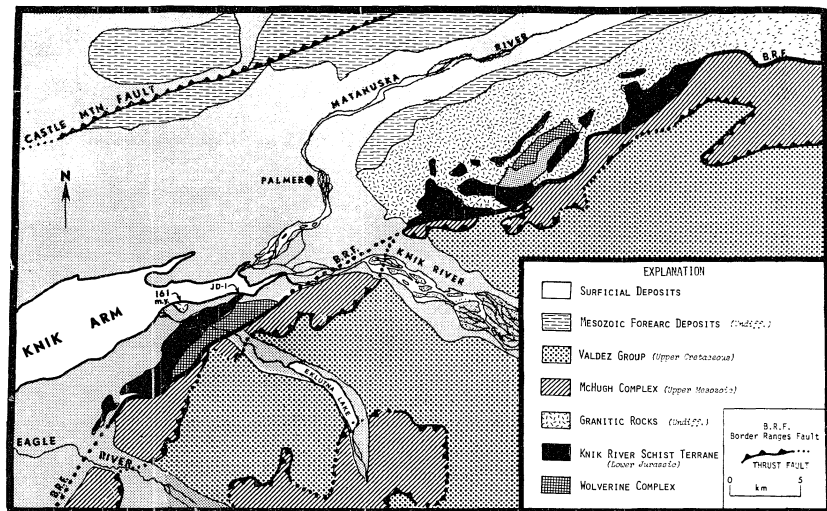 B.R.F.
CASTLE MTN. FAULT
MATANUSKA RIVER
N
PALMER
B.R.F.
KNIK RIVER
161
m.y.
JD-1
KNIK ARM
EKLUTNA LAKE
EAGLE RIVER
B.R.F.
EXPLANATION
SURFICIAL DEPOSITS
MESOZOIC FOREARC DEPOSITS (Undiff.)
VALDEZ GROUP (Upper Cretaceous)
MCHUGH COMPLEX (Upper Mesozoic)
GRANITIC ROCKS (Undiff.)
KNIK RIVER SCHIST TERRANE
(Lower Jurassic)
WOLVERINE COMPLEX
B.R.F.
Border Ranges Fault
THRUST FAULT
0 5
km